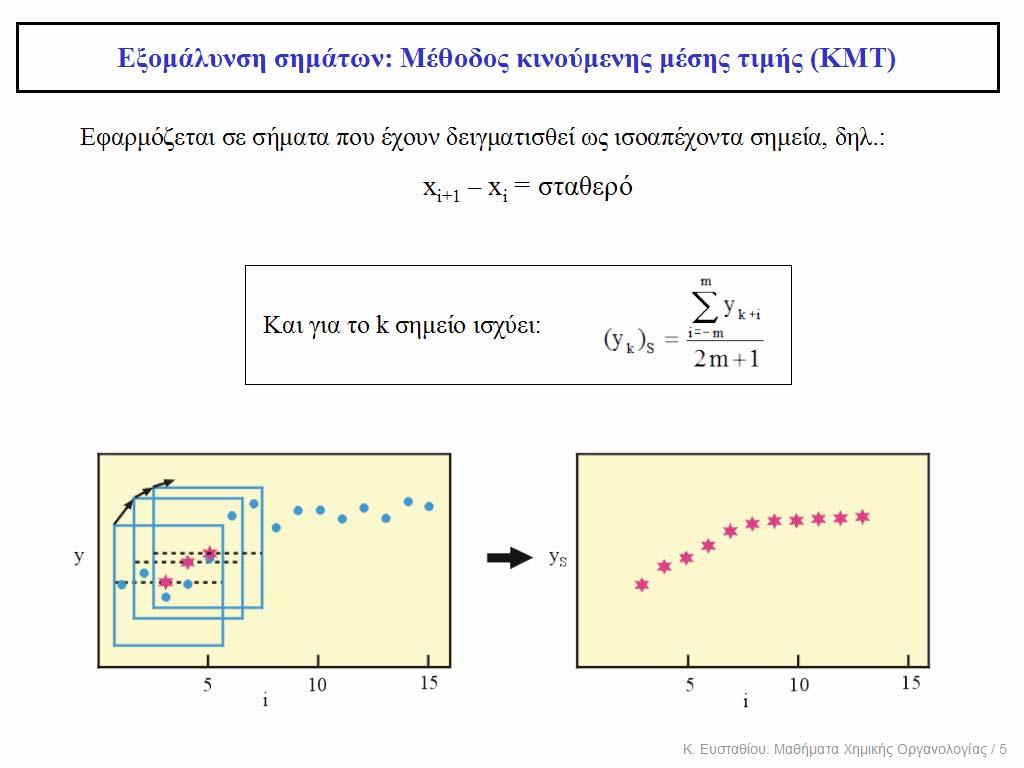 Εξομάλυνση σημάτων: Μέθοδος κινούμενης μέσης τιμής (ΚΜΤ)
Εφαρμόζεται σε σήματα που έχουν δειγματισθεί ως ισοαπέχοντα σημεία, δηλ.:
x_{i+1} – x_i = σταθερό
Και για το k σημείο ισχύει: (y_k)_S = \frac{\sum_{i=-m}^{m} y_{k+i}}{2m+1}
y
5 10 15
i
y_S
5 10 15
i
Κ. Ευσταθίου: Μαθήματα Χημικής Οργανολογίας / 5